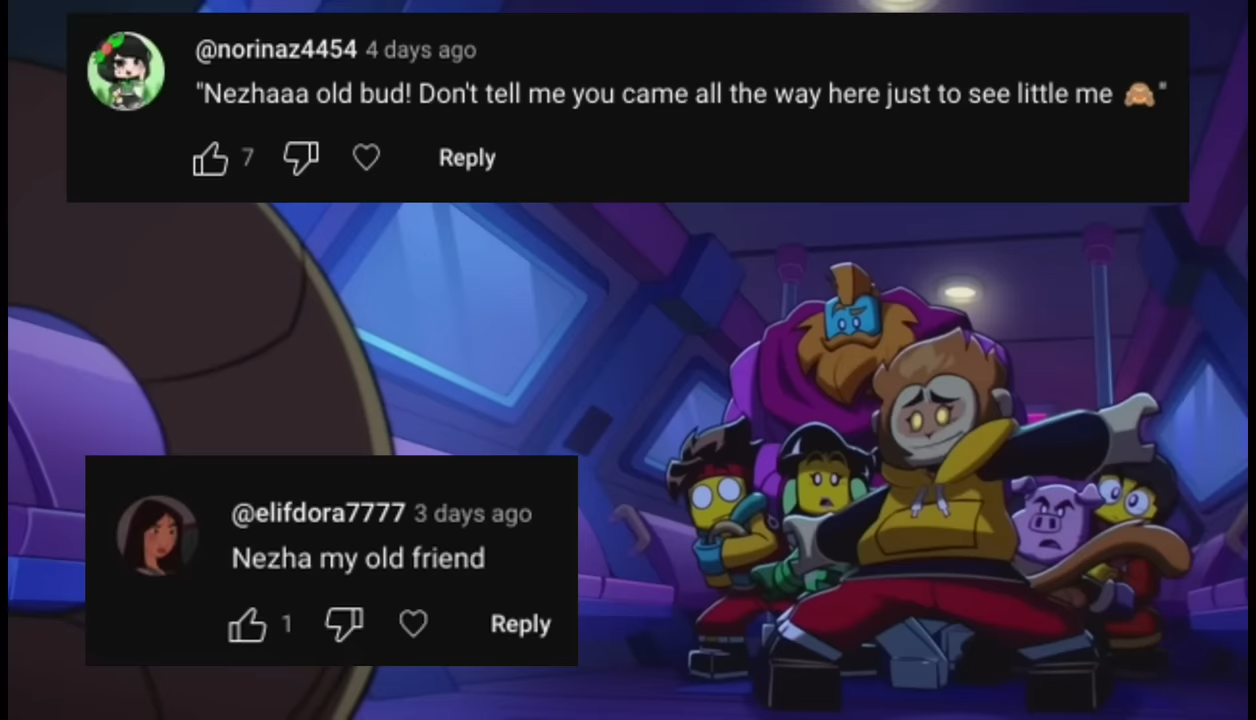 @norinaz4454 4 days ago
"Nezhaaa old bud! Don't tell me you came all the way here just to see little me 🙈"
7 Reply
@elifdora7777 3 days ago
Nezha my old friend
1 Reply